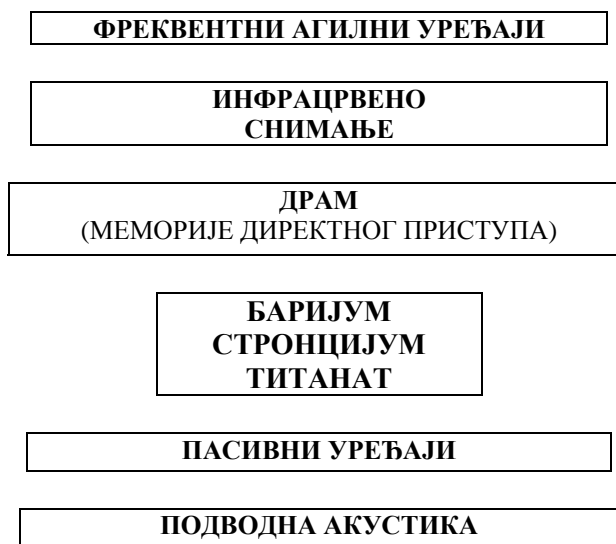 ФРЕКВЕНТНИ АГИЛНИ УРЕЂАЈИ
ИНФРАЦРВЕНО
СНИМАЊЕ
ДРАМ
(МЕМОРИЈЕ ДИРЕКТНОГ ПРИСТУПА)
БАРИЈУМ
СТРОНЦИЈУМ
ТИТАНАТ
ПАСИВНИ УРЕЂАЈИ
ПОДВОДНА АКУСТИКА